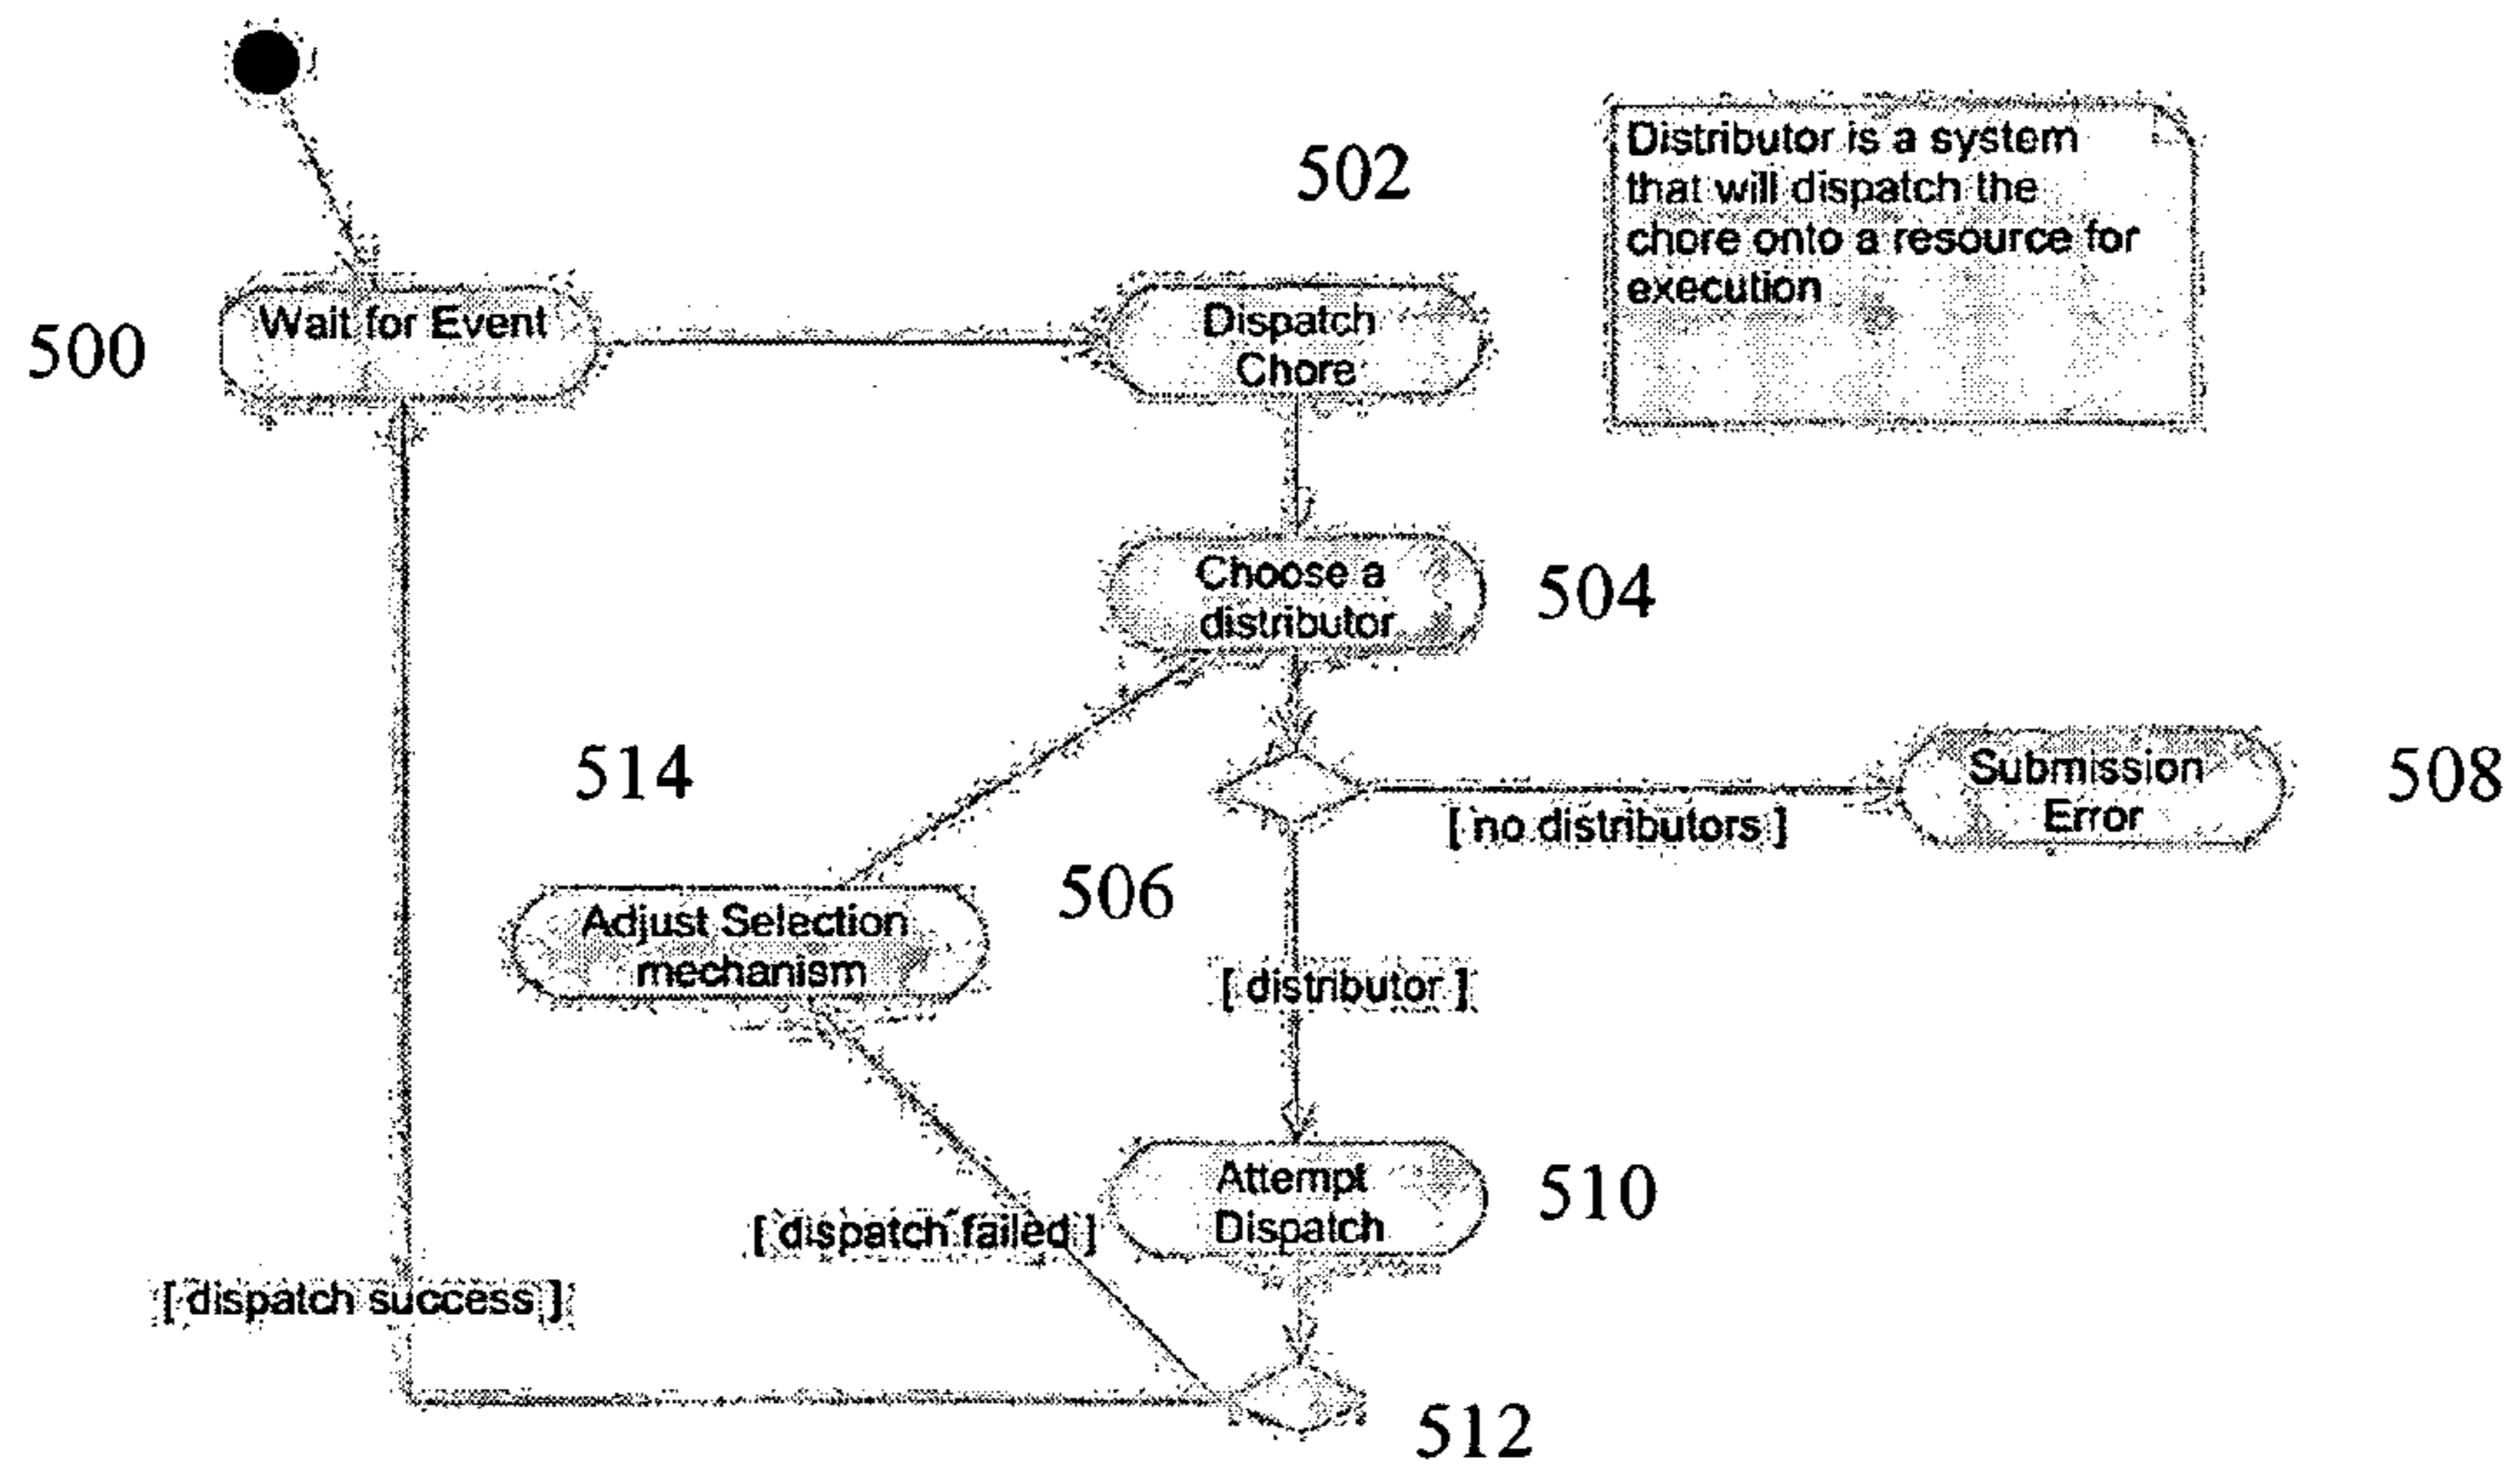 502
Distributor is a system
that will dispatch the
chore onto a resource for
execution
500
Wait for Event
Dispatch
Chore
Choose a
distributor
504
514
Submission
Error
508
[ no distributors ]
506
Adjust Selection
mechanism
[ distributor ]
Attempt
Dispatch
510
[ dispatch failed ]
[ dispatch success ]
512